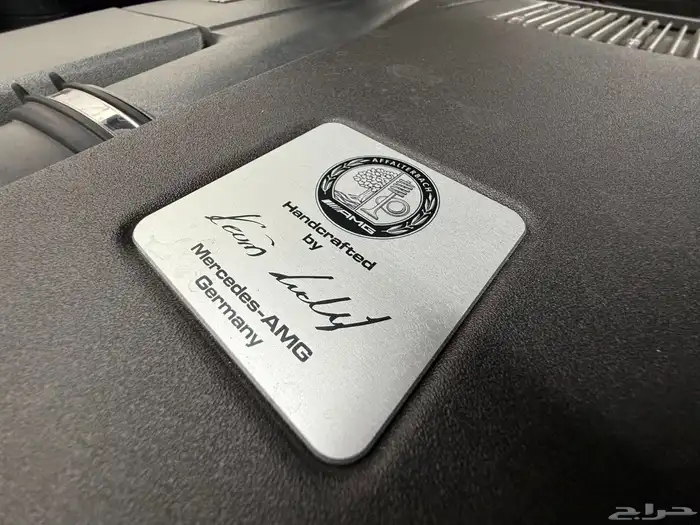 AFFALTERBACH
AMG
Handcrafted
by
Mercedes-AMG
Germany
حراج